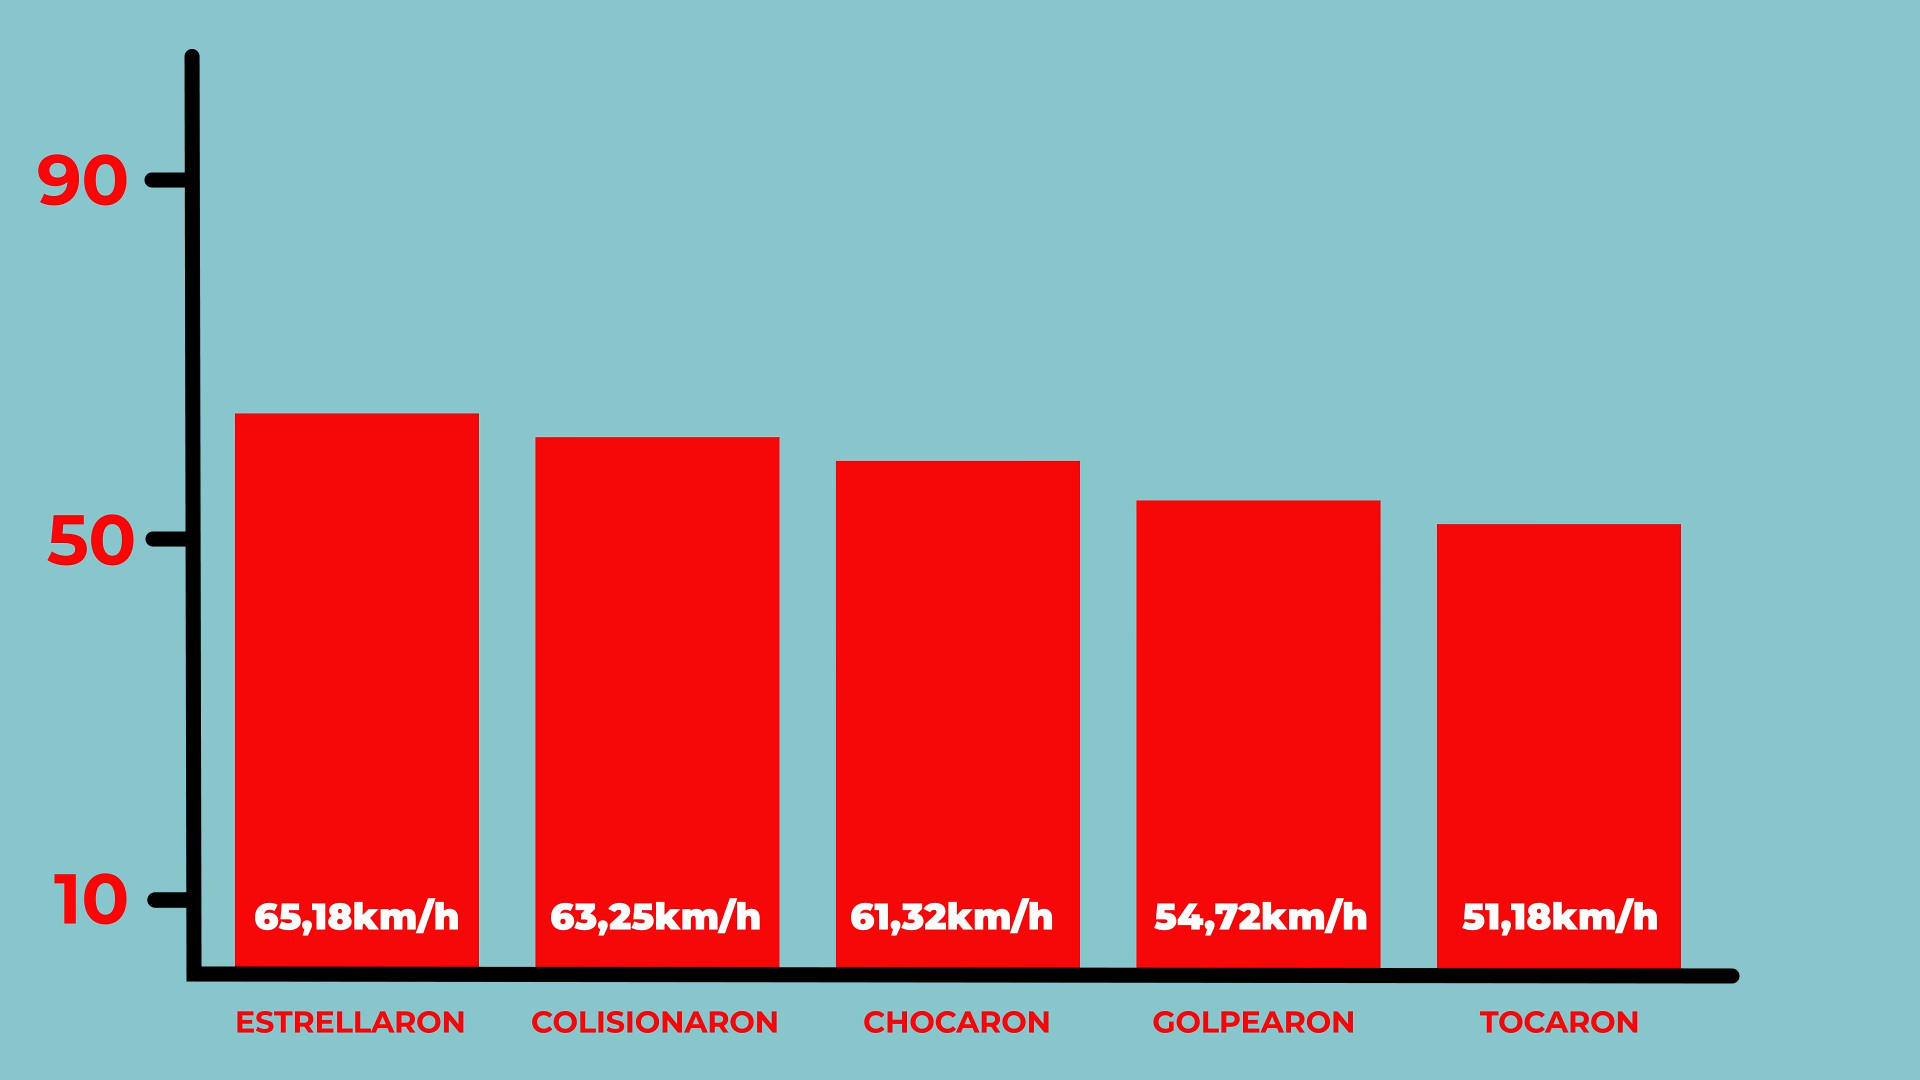 90
50
10
65,18km/h
63,25km/h
61,32km/h
54,72km/h
51,18km/h
ESTRELLARON
COLISIONARON
CHOCARON
GOLPEARON
TOCARON